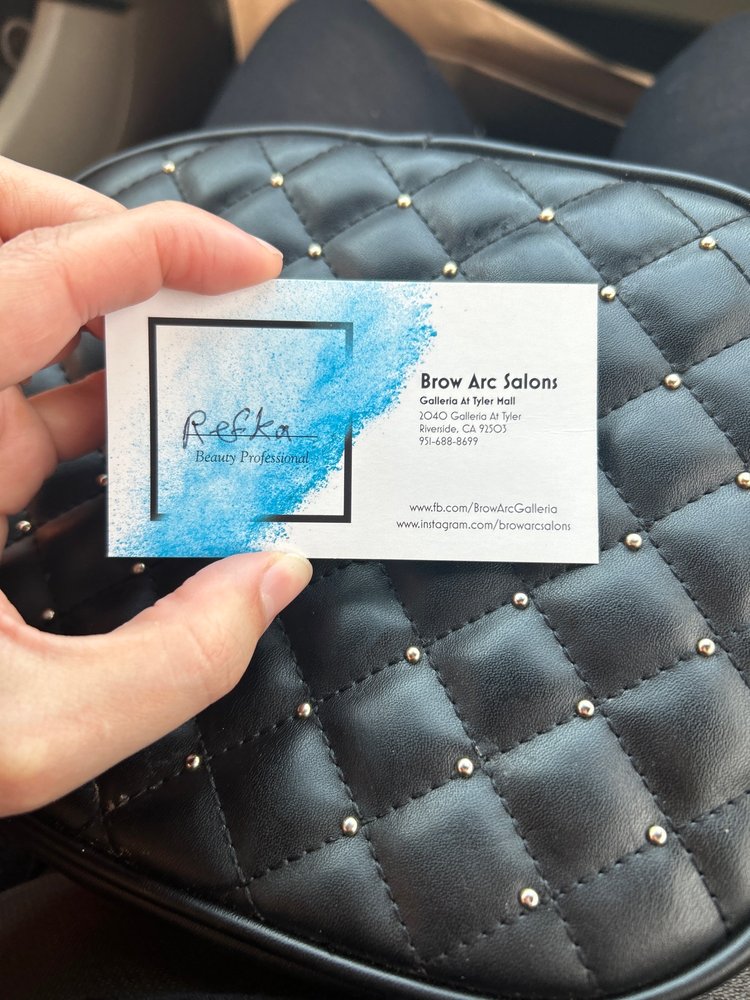 Refka
Beauty Professional
Brow Arc Salons
Galleria At Tyler Mall
2040 Galleria At Tyler
Riverside, CA 92503
951-688-8699
www.fb.com/BrowArcGalleria
www.instagram.com/browarcsalons